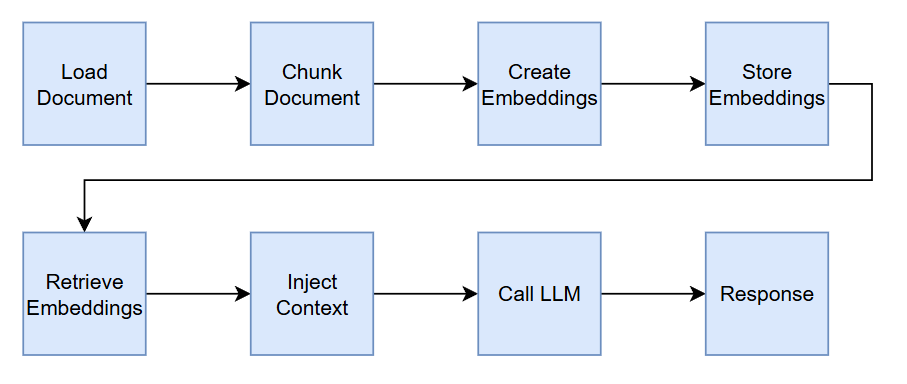 Load
Document
Chunk
Document
Create
Embeddings
Store
Embeddings
Retrieve
Embeddings
Inject
Context
Call LLM
Response